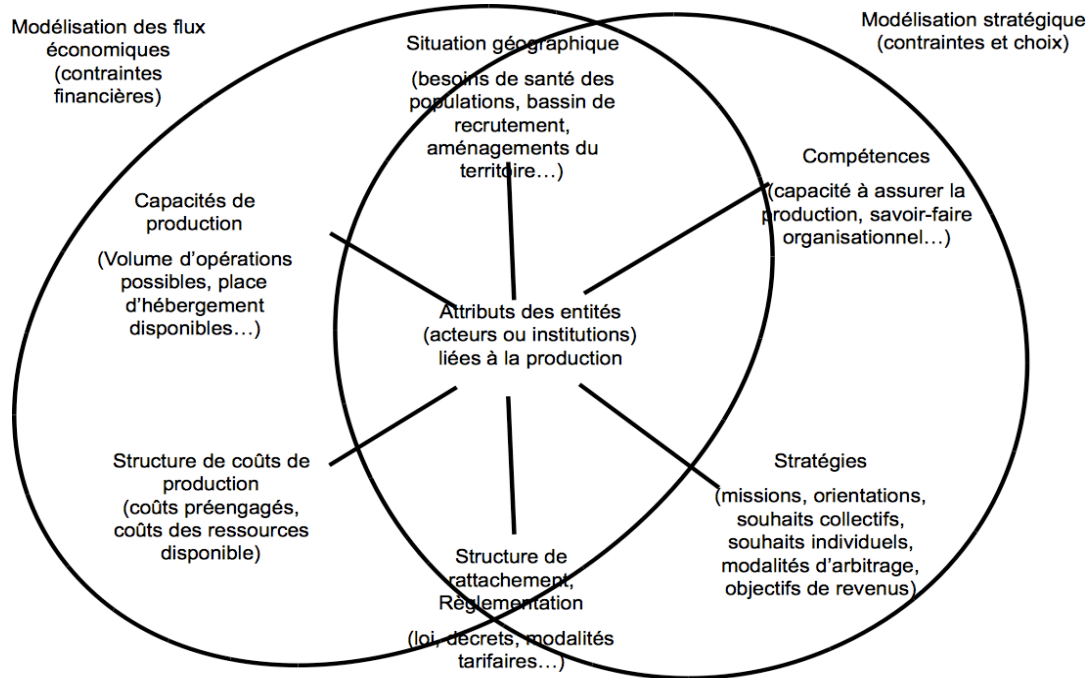 Modélisation des flux
économiques
(contraintes
financières)
Situation géographique
(besoins de santé des
populations, bassin de
recrutement,
aménagements du
territoire…)
Modélisation stratégique
(contraintes et choix)
Capacités de
production
(Volume d'opérations
possibles, place
d'hébergement
disponibles…)
Compétences
(capacité à assurer la
production, savoir-faire
organisationnel…)
Attributs des entités
(acteurs ou institutions)
liées à la production
Structure de coûts de
production
(coûts préengagés,
coûts des ressources
disponible)
Stratégies
(missions, orientations,
souhaits collectifs,
souhaits individuels,
modalités d'arbitrage,
objectifs de revenus)
Structure de
rattachement,
Règlementation
(loi, décrets, modalités
tarifaires…)